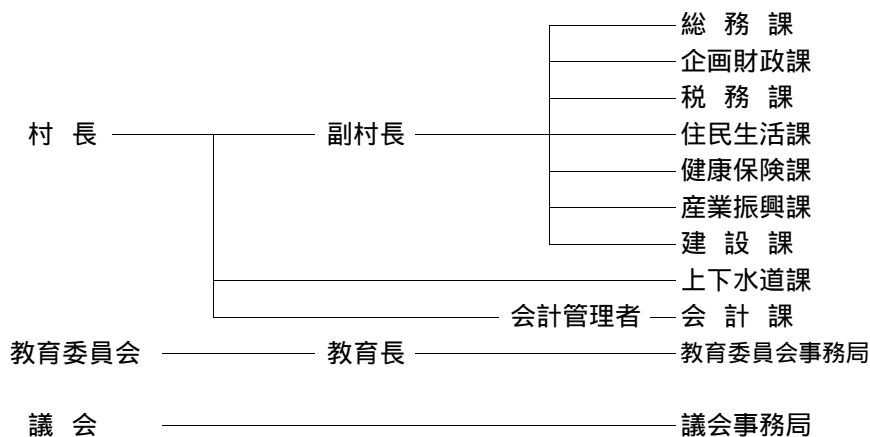 総 務 課
企画財政課
税 務 課
村 長 副村長 住民生活課
健康保険課
産業振興課
建 設 課
上下水道課
会計管理者 会 計 課
教育委員会 教育長 教育委員会事務局
議 会 議会事務局